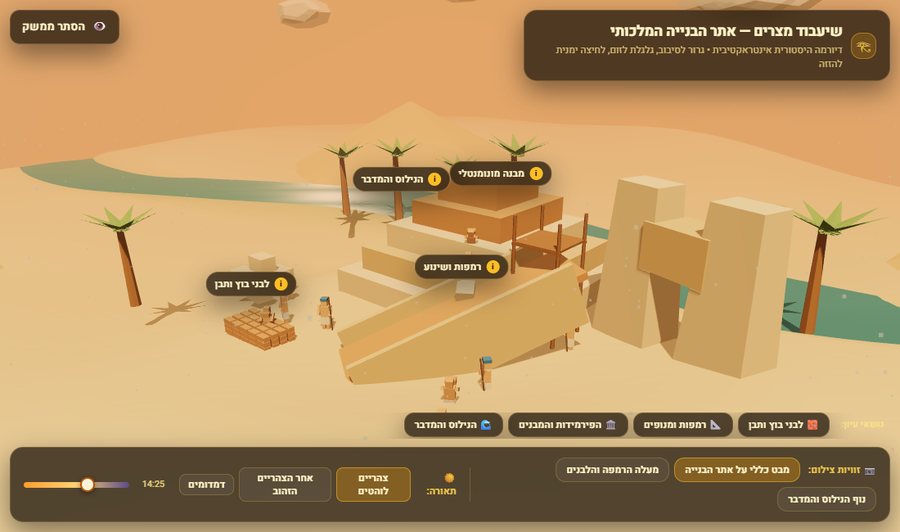 שיעבוד מצרים — אתר הבנייה המלכותי
דיורמה היסטורית אינטראקטיבית • גרור לסיבוב, גלגלת לזום, לחיצה ימנית
להזזה
הסתר ממשק
מבנה מונומנטלי
הנילוס והמדבר
רמפות ושינוע
לבני בוץ ותבן
נושאי עיון:
לבני בוץ ותבן
רמפות ומנופים
הפירמידות והמבנים
הנילוס והמדבר
זוויות צילום:
מבט כללי על אתר הבנייה
מעלה הרמפה והלבנים
נוף הנילוס והמדבר
תאורה:
צהריים
לוהטים
אחר הצהריים
הזהוב
דמדומים
14:25